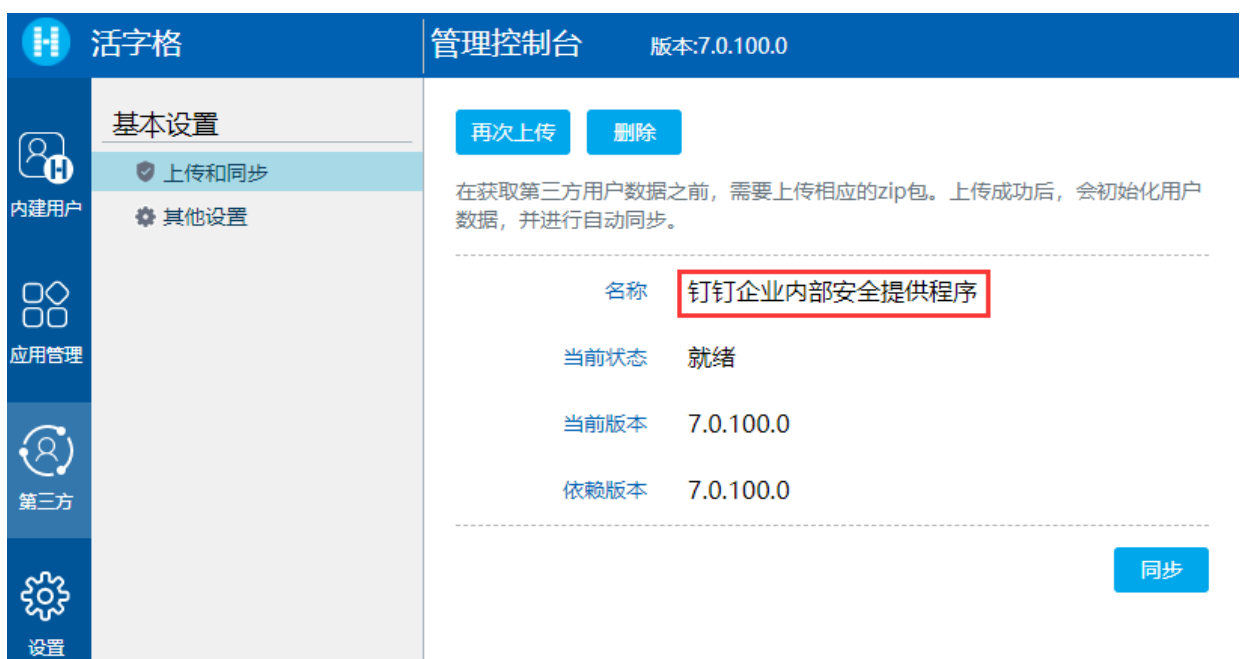 活字格
管理控制台
版本:7.0.100.0
内建用户
应用管理
第三方
设置
基本设置
上传和同步
其他设置
再次上传
删除
在获取第三方用户数据之前，需要上传相应的zip包。上传成功后，会初始化用户
数据，并进行自动同步。
名称 钉钉企业内部安全提供程序
当前状态 就绪
当前版本 7.0.100.0
依赖版本 7.0.100.0
同步